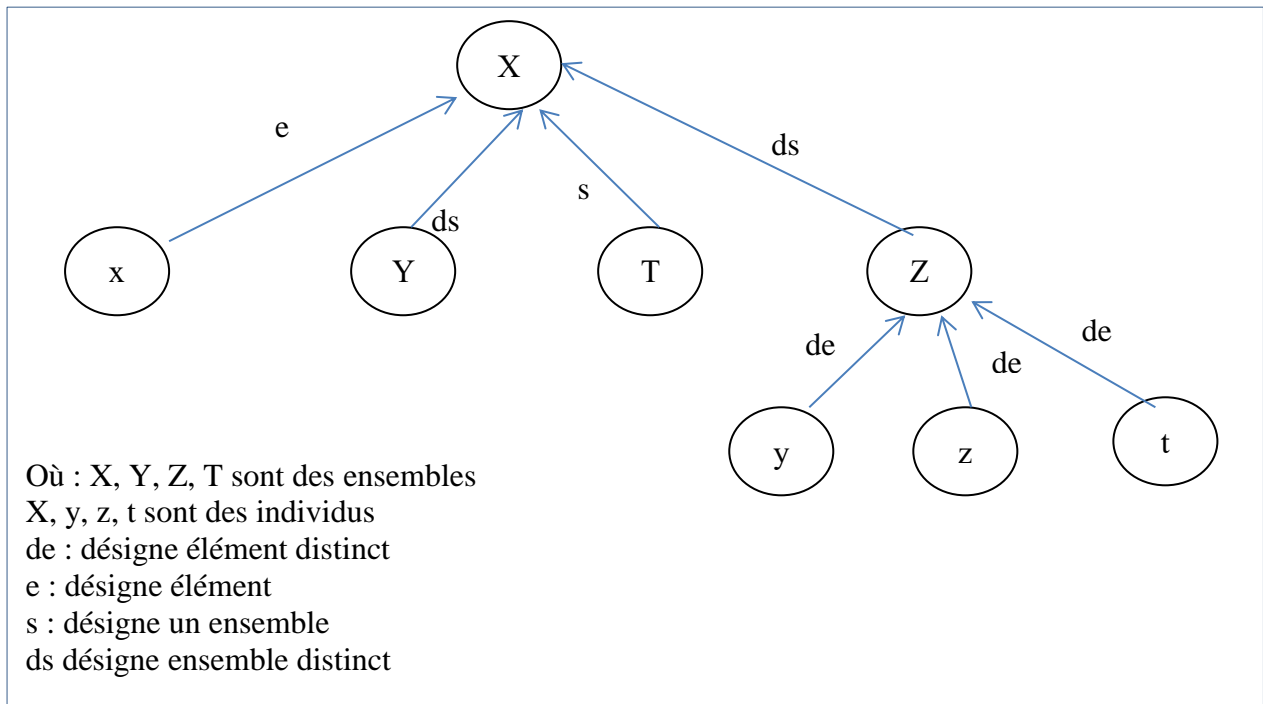 X
e
ds
s
ds
x
Y
T
Z
de
de
de
y
z
t
Où : X, Y, Z, T sont des ensembles
X, y, z, t sont des individus
de : désigne élément distinct
e : désigne élément
s : désigne un ensemble
ds désigne ensemble distinct